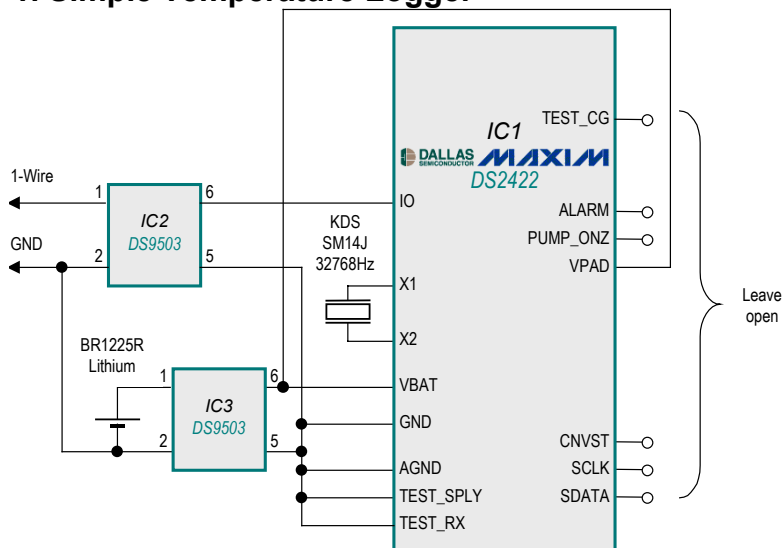 Simple Temperature Logger
1-Wire
1
IC2
DS9503
6
GND
2
5
BR1225R
Lithium
1
IC3
DS9503
6
2
5
KDS
SM14J
32768Hz
IC1
DALLAS
SEMICONDUCTOR
MAXIM
DS2422
IO
X1
X2
VBAT
GND
AGND
TEST_SPLY
TEST_RX
TEST_CG
ALARM
PUMP_ONZ
VPAD
CNVST
SCLK
SDATA
Leave
open